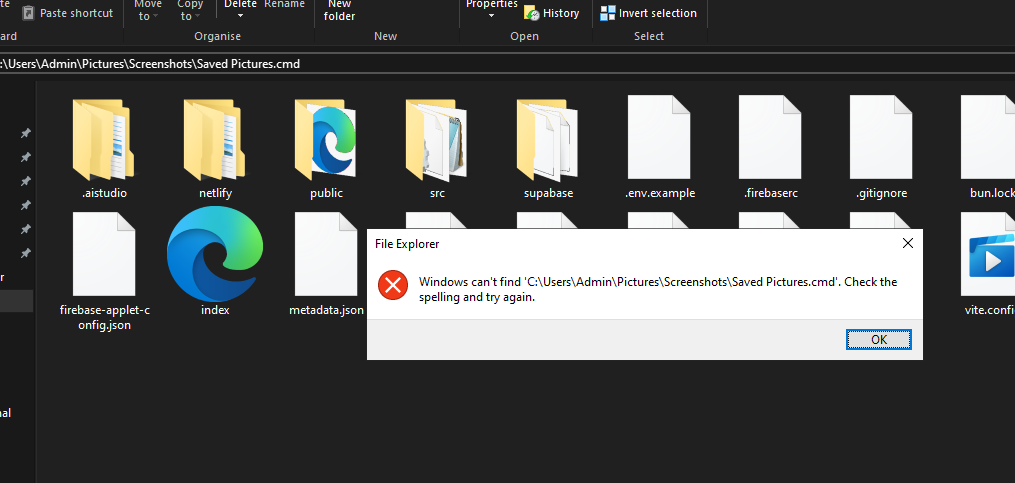 Paste shortcut
Move to
Copy to
Delete
Rename
New folder
Properties
History
Invert selection
Organise
New
Open
Select
:\Users\Admin\Pictures\Screenshots\Saved Pictures.cmd
.aistudio
netlify
public
src
supabase
.env.example
.firebaserc
.gitignore
bun.lock
firebase-applet-c
onfig.json
index
metadata.json
vite.confi
File Explorer
Windows can't find 'C:\Users\Admin\Pictures\Screenshots\Saved Pictures.cmd'. Check the
spelling and try again.
OK